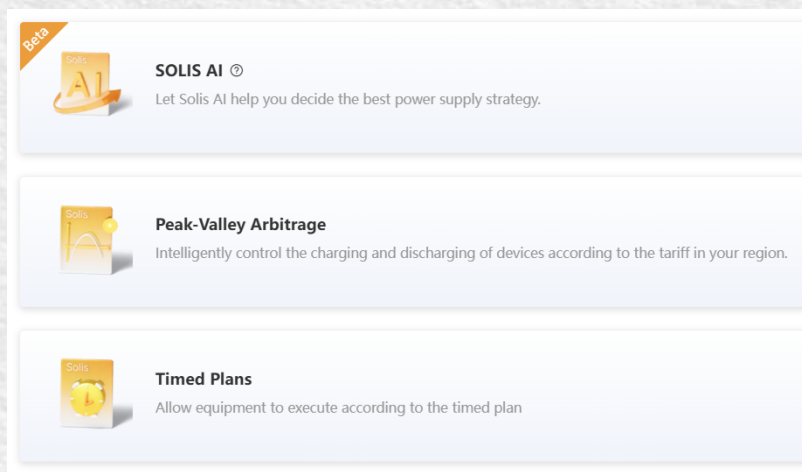 Beta
Solis
AI
SOLIS AI ?
Let Solis AI help you decide the best power supply strategy.
Solis
Peak-Valley Arbitrage
Intelligently control the charging and discharging of devices according to the tariff in your region.
Solis
Timed Plans
Allow equipment to execute according to the timed plan